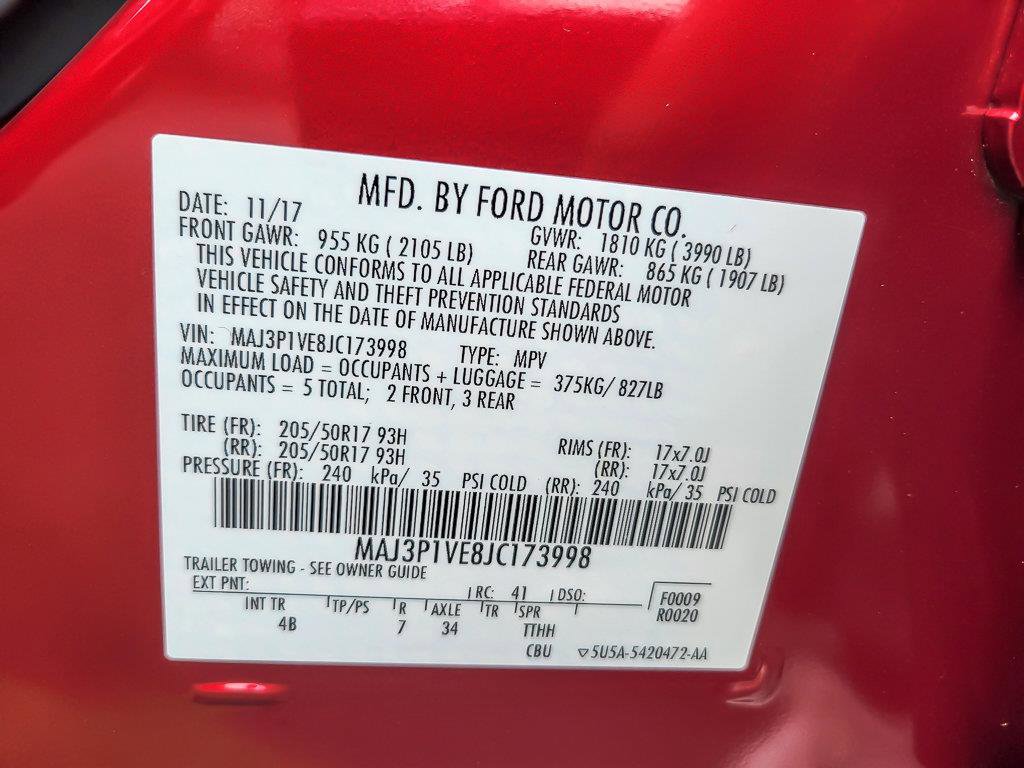 MFD. BY FORD MOTOR CO.
DATE: 11/17 GVWR: 1810 KG ( 3990 LB)
FRONT GAWR: 955 KG ( 2105 LB) REAR GAWR: 865 KG ( 1907 LB)
THIS VEHICLE CONFORMS TO ALL APPLICABLE FEDERAL MOTOR
VEHICLE SAFETY AND THEFT PREVENTION STANDARDS
IN EFFECT ON THE DATE OF MANUFACTURE SHOWN ABOVE.
VIN: MAJ3P1VE8JC173998 TYPE: MPV
MAXIMUM LOAD = OCCUPANTS + LUGGAGE = 375KG/ 827LB
OCCUPANTS = 5 TOTAL; 2 FRONT, 3 REAR
TIRE (FR): 205/50R17 93H RIMS (FR): 17x7.0J
(RR): 205/50R17 93H (RR): 17x7.0J
PRESSURE (FR): 240 kPa/ 35 PSI COLD (RR): 240 kPa/ 35 PSI COLD
MAJ3P1VE8JC173998
TRAILER TOWING - SEE OWNER GUIDE
EXT PNT: RC: 41 DSO: F0009
R0020
INT TR TP/PS R AXLE TR SPR
4B 7 34 TTHH
CBU ▽5U5A-5420472-AA